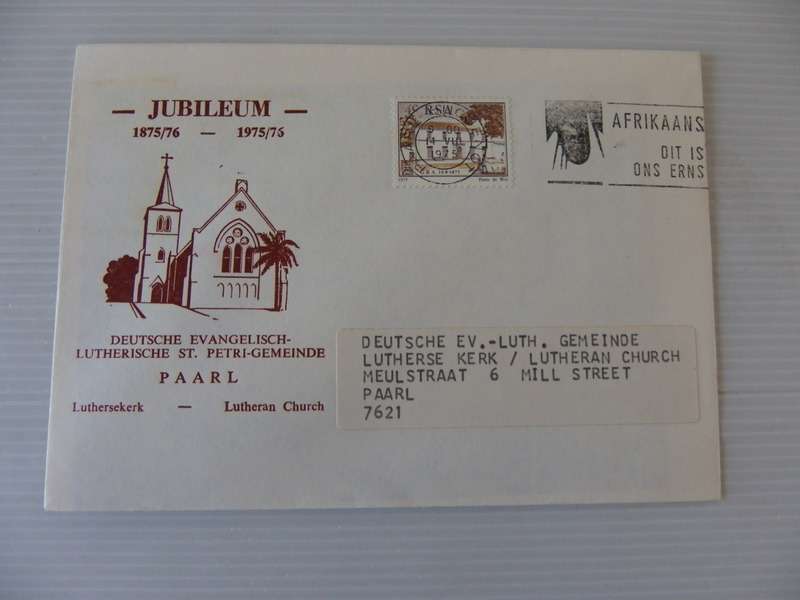 — JUBILEUM —
1875/76 — 1975/76
DEUTSCHE EVANGELISCH-
LUTHERISCHE ST. PETRI-GEMEINDE
PAARL
Luthersekerk — Lutheran Church
1975
AFRIKAANS
DIT IS
ONS ERNS
DEUTSCHE EV.-LUTH. GEMEINDE
LUTHERSE KERK / LUTHERAN CHURCH
MEULSTRAAT 6 MILL STREET
PAARL
7621